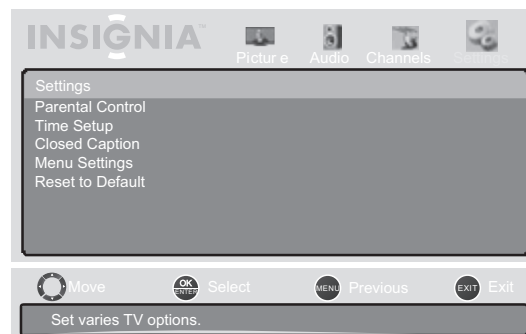 INSIGNIA™
Pictur e Audio Channels Settings
Settings
Parental Control
Time Setup
Closed Caption
Menu Settings
Reset to Default
Move OK ENTER Select MENU Previous EXIT Exit
Set varies TV options.